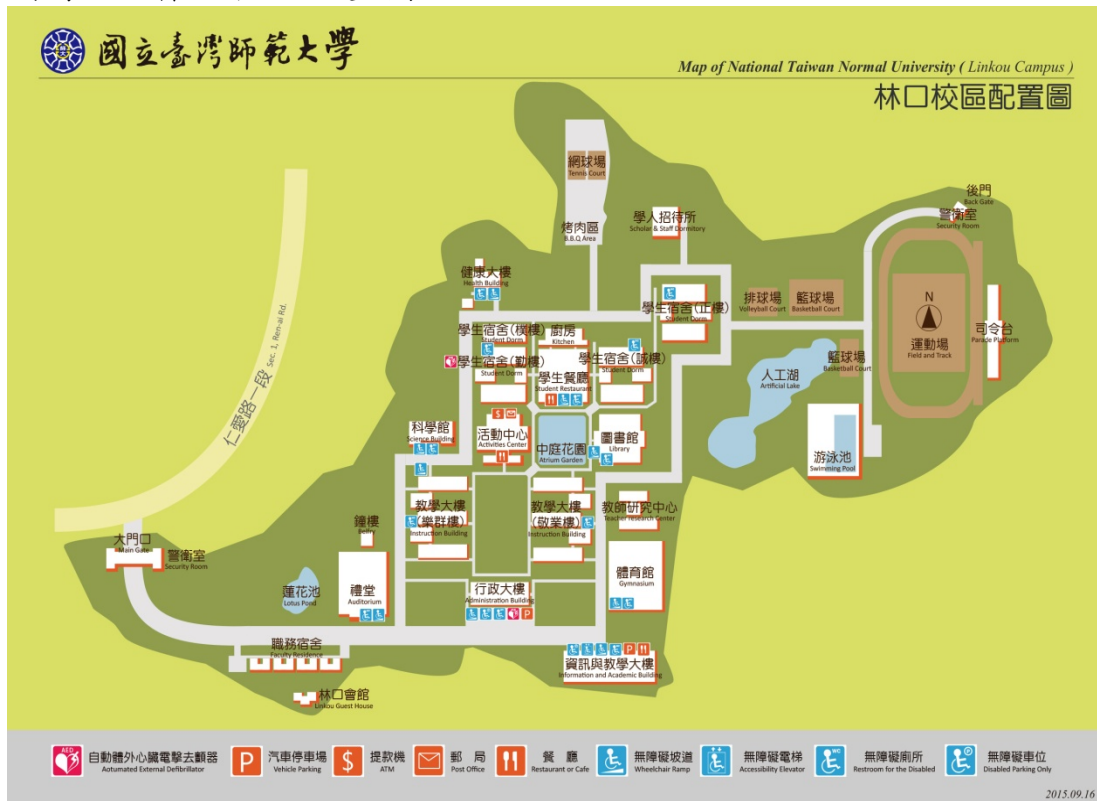 國立臺灣師範大學
Map of National Taiwan Normal University ( Linkou Campus )
林口校區配置圖
網球場
Tennis Court
後門
Back Gate
警衛室
Security Room
烤肉區
B.B.Q Area
學人招待所
Scholar & Staff Dormitory
健康大樓
Health Building
學生宿舍(正樓)
Student Dorm
排球場
Volleyball Court
籃球場
Basketball Court
N
運動場
Field and Track
司令台
Parade Platform
學生宿舍(樸樓)
Student Dorm
廚房
Kitchen
學生宿舍(勤樓)
Student Dorm
學生餐廳
Student Restaurant
學生宿舍(誠樓)
Student Dorm
人工湖
Artificial Lake
籃球場
Basketball Court
仁愛路一段 Sec. 1, Ren-ai Rd.
科學館
Science Building
活動中心
Activities Center
中庭花園
Atrium Garden
圖書館
Library
游泳池
Swimming Pool
教學大樓
(樂群樓)
Instruction Building
教學大樓
(敬業樓)
Instruction Building
教師研究中心
Teacher research Center
鐘樓
Belfry
大門口
Main Gate
警衛室
Security Room
蓮花池
Lotus Pond
禮堂
Auditorium
行政大樓
Administration Building
體育館
Gymnasium
職務宿舍
Faculty Residence
資訊與教學大樓
Information and Academic Building
林口會館
Linkou Guest House
AED
自動體外心臟電擊去顫器
Automated External Defibrillator
P
汽車停車場
Vehicle Parking
$
提款機
ATM
郵局
Post Office
餐廳
Restaurant or Cafe
無障礙坡道
Wheelchair Ramp
無障礙電梯
Accessibility Elevator
WC
無障礙廁所
Restroom for the Disabled
P
無障礙車位
Disabled Parking Only
2015.09.16